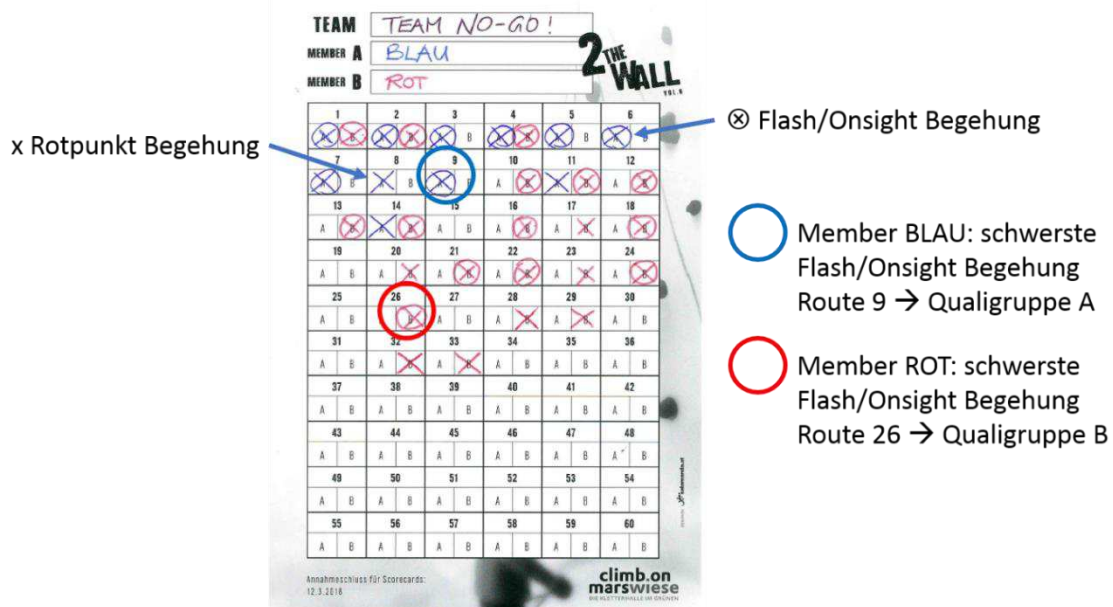 TEAM TEAM NO-GO!
MEMBER A BLAU
MEMBER B ROT
2 THE WALL
VOL.
1 2 3 4 5 6
A B A B A B A B A B A B
7 8 9 10 11 12
A B A B A B A B A B A B
13 14 15 16 17 18
A B A B A B A B A B A B
19 20 21 22 23 24
A B A B A B A B A B A B
25 26 27 28 29 30
A B A B A B A B A B A B
31 32 33 34 35 36
A B A B A B A B A B A B
37 38 39 40 41 42
A B A B A B A B A B A B
43 44 45 46 47 48
A B A B A B A B A B A B
49 50 51 52 53 54
A B A B A B A B A B A B
55 56 57 58 59 60
A B A B A B A B A B A B
Annahmeschluss für Scorecards:
12.3.2018
climb.on
marswiese
DIE KLETTERHALLE IM GRÜNEN
x Rotpunkt Begehung
⊗ Flash/Onsight Begehung
Member BLAU: schwerste
Flash/Onsight Begehung
Route 9 → Qualigruppe A
Member ROT: schwerste
Flash/Onsight Begehung
Route 26 → Qualigruppe B